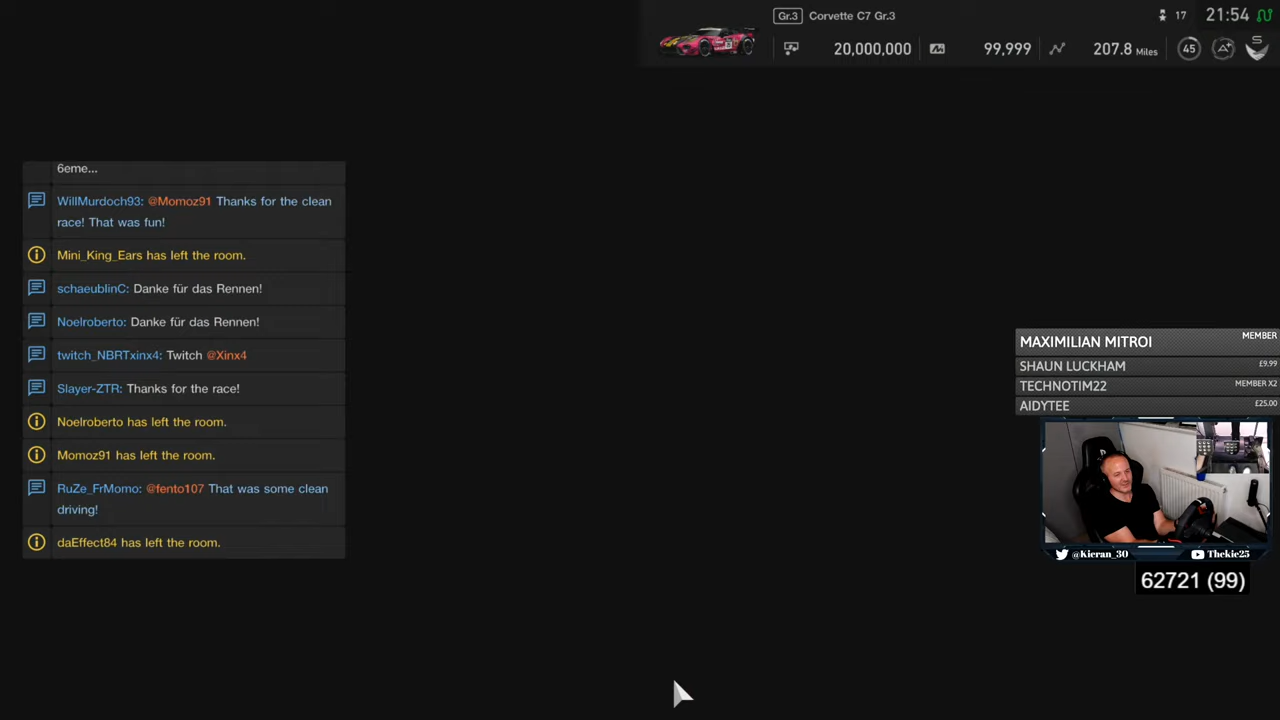 Gr.3 Corvette C7 Gr.3
17 21:54
20,000,000 99,999 207.8 Miles 45 S
6eme...
WillMurdoch93: @Momoz91 Thanks for the clean
race! That was fun!
Mini_King_Ears has left the room.
schaeublinC: Danke für das Rennen!
Noelroberto: Danke für das Rennen!
twitch_NBRTxinx4: Twitch @Xinx4
Slayer-ZTR: Thanks for the race!
Noelroberto has left the room.
Momoz91 has left the room.
RuZe_FrMomo: @fento107 That was some clean
driving!
daEffect84 has left the room.
MAXIMILIAN MITROI MEMBER
SHAUN LUCKHAM £9.99
TECHNOTIM22 MEMBER X2
AIDYTEE £25.00
@Kieran_30 Thekie25
62721 (99)